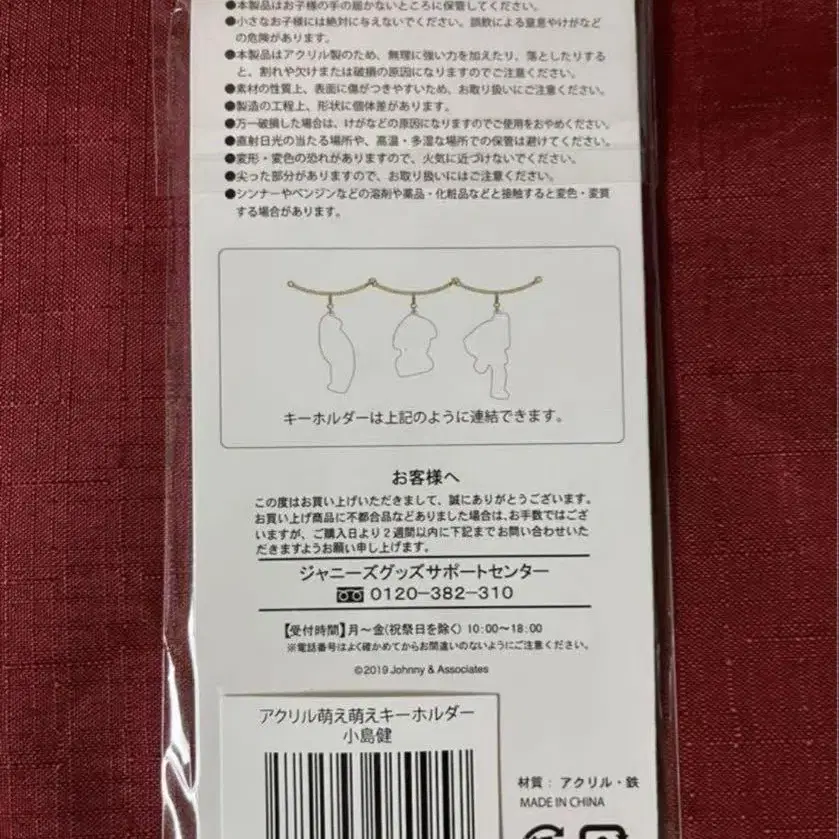 ●本製品はお子様の手の届かないところに保管してください。
●小さなお子様には絶対に与えないでください。誤飲による窒息やけがなど
の危険があります。
●本製品はアクリル製のため、無理に強い力を加えたり、落としたりする
と、割れや欠けまたは破損の原因になりますのでご注意ください。
●素材の性質上、表面に傷がつきやすいため、お取り扱いにご注意ください。
●製造の工程上、形状に個体差があります。
●万一破損した場合は、けがなどの原因になりますのでご使用をおやめください。
●直射日光の当たる場所や、高温・多湿な場所での保管は避けてください。
●変形・変色の恐れがありますので、火気に近づけないでください。
●尖った部分がありますので、お取り扱いにはご注意ください。
●シンナーやベンジンなどの溶剤や薬品・化粧品などと接触すると変色・変質
する場合があります。
キーホルダーは上記のように連結できます。
お客様へ
この度はお買い上げいただきまして、誠にありがとうございます。
お買い上げ商品に不都合品などありました場合は、お手数ではござ
いますが、ご購入日より2週間以内に下記までお問い合わせいた
だきますようお願い申し上げます。
ジャニーズグッズサポートセンター
0120-382-310
【受付時間】月～金(祝祭日を除く) 10:00～18:00
※電話番号はよく確かめてからお間違いのないようにご注意ください。
©2019 Johnny & Associates
アクリル萌え萌えキーホルダー
小島健
材質：アクリル・鉄
MADE IN CHINA